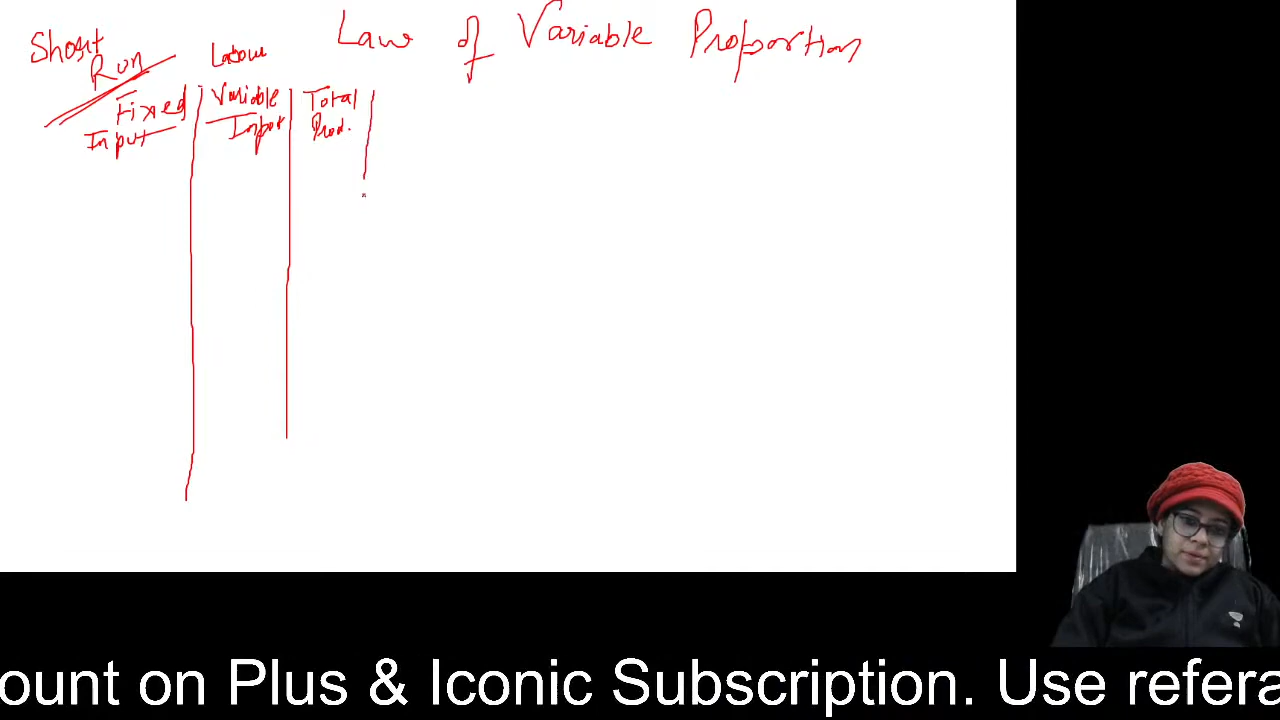 Law of Variable Proportion
Short
Run
Labour
Fixed
Input
Variable
Input
Total
Prod.
ount on Plus & Iconic Subscription. Use refera